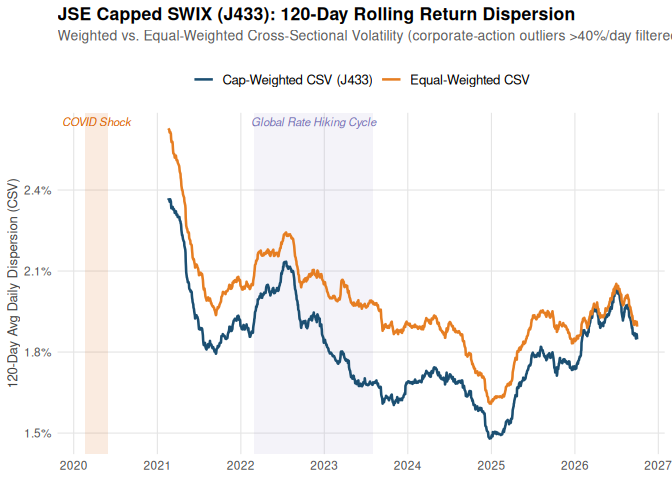 JSE Capped SWIX (J433): 120-Day Rolling Return Dispersion
Weighted vs. Equal-Weighted Cross-Sectional Volatility (corporate-action outliers >40%/day filtered
Cap-Weighted CSV (J433) Equal-Weighted CSV
COVID Shock Global Rate Hiking Cycle
120-Day Avg Daily Dispersion (CSV)
2.4%
2.1%
1.8%
1.5%
2020 2021 2022 2023 2024 2025 2026 2027